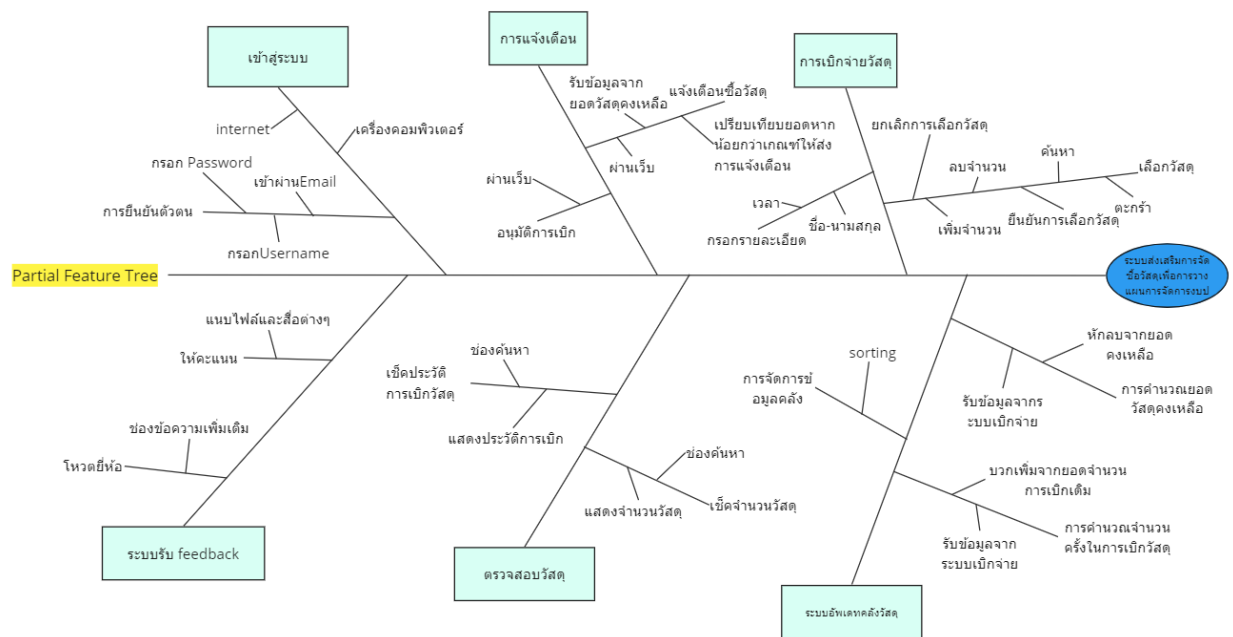 เข้าสู่ระบบ
internet
เครื่องคอมพิวเตอร์
กรอก Password
เข้าผ่านEmail
การยืนยันตัวตน
กรอกUsername
การแจ้งเตือน
รับข้อมูลจาก
ยอดวัสดุคงเหลือ
แจ้งเตือนซื้อวัสดุ
เปรียบเทียบยอดหาก
น้อยกว่าเกณฑ์ให้ส่ง
การแจ้งเตือน
ผ่านเว็บ
ผ่านเว็บ
อนุมัติการเบิก
การเบิกจ่ายวัสดุ
ยกเลิกการเลือกวัสดุ
ลบจำนวน
ค้นหา
เลือกวัสดุ
เวลา
ชื่อ-นามสกุล
กรอกรายละเอียด
เพิ่มจำนวน
ยืนยันการเลือกวัสดุ
ตะกร้า
Partial Feature Tree
ระบบส่งเสริมการจัด
ซื้อวัสดุเพื่อการวาง
แผนการจัดการงบป
แนบไฟล์และสื่อต่างๆ
ให้คะแนน
ช่องข้อความเพิ่มเติม
โหวตยี่ห้อ
ระบบรับ feedback
ช่องค้นหา
เช็คประวัติ
การเบิกวัสดุ
แสดงประวัติการเบิก
ช่องค้นหา
แสดงจำนวนวัสดุ
เช็คจำนวนวัสดุ
ตรวจสอบวัสดุ
sorting
การจัดการข้
อมูลคลัง
หักลบจากยอด
คงเหลือ
รับข้อมูลจากร
ะบบเบิกจ่าย
การคำนวณยอด
วัสดุคงเหลือ
บวกเพิ่มจากยอดจำนวน
การเบิกเดิม
รับข้อมูลจาก
ระบบเบิกจ่าย
การคำนวณจำนวน
ครั้งในการเบิกวัสดุ
ระบบอัพเดทคลังวัสดุ